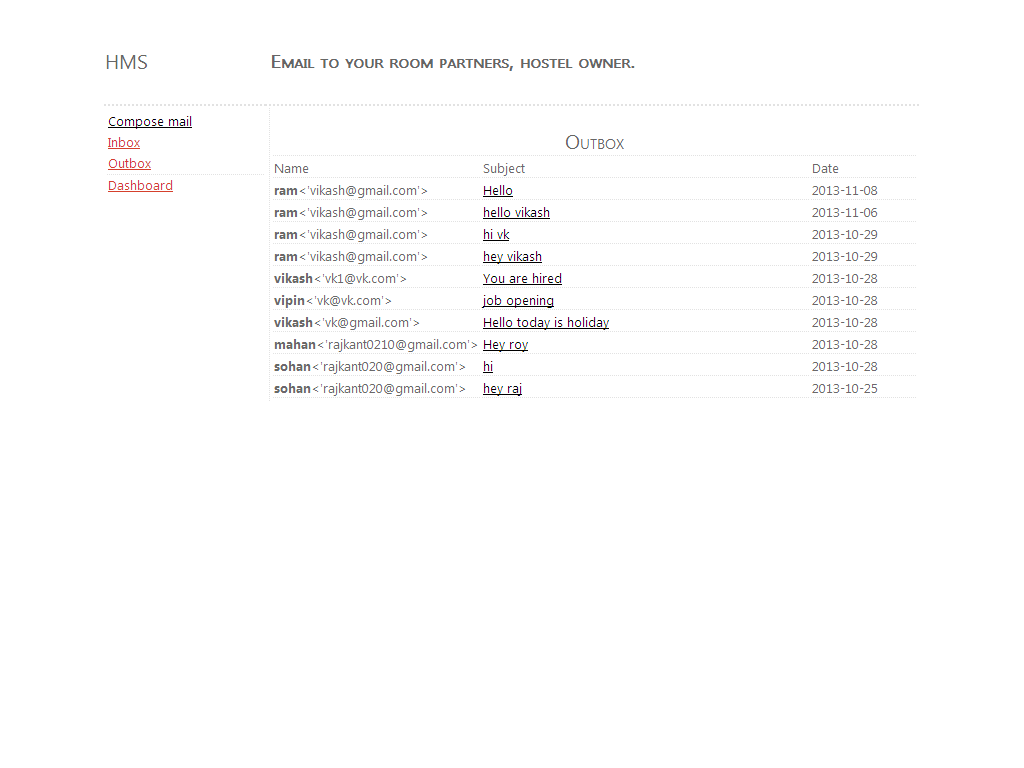 HMS
Email to your room partners, hostel owner.
Compose mail
Inbox
Outbox
Dashboard
Outbox
Name Subject Date
ram<'vikash@gmail.com'> Hello 2013-11-08
ram<'vikash@gmail.com'> hello vikash 2013-11-06
ram<'vikash@gmail.com'> hi vk 2013-10-29
ram<'vikash@gmail.com'> hey vikash 2013-10-29
vikash<'vk1@vk.com'> You are hired 2013-10-28
vipin<'vk@vk.com'> job opening 2013-10-28
vikash<'vk@gmail.com'> Hello today is holiday 2013-10-28
mahan<'rajkant0210@gmail.com'> Hey roy 2013-10-28
sohan<'rajkant020@gmail.com'> hi 2013-10-28
sohan<'rajkant020@gmail.com'> hey raj 2013-10-25